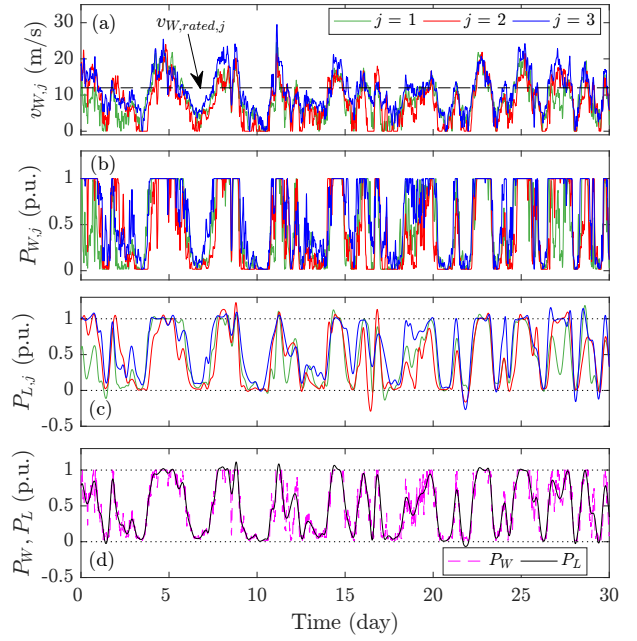 (a)
v_{W,rated,j}
j = 1 j = 2 j = 3
30
20
10
0
v_{W,j} (m/s)
(b)
1
0.5
0
P_{W,j} (p.u.)
1
0.5
0
-0.5
P_{L,j} (p.u.)
(c)
1
0.5
0
-0.5
P_W, P_L (p.u.)
(d)
P_W P_L
0 5 10 15 20 25 30
Time (day)